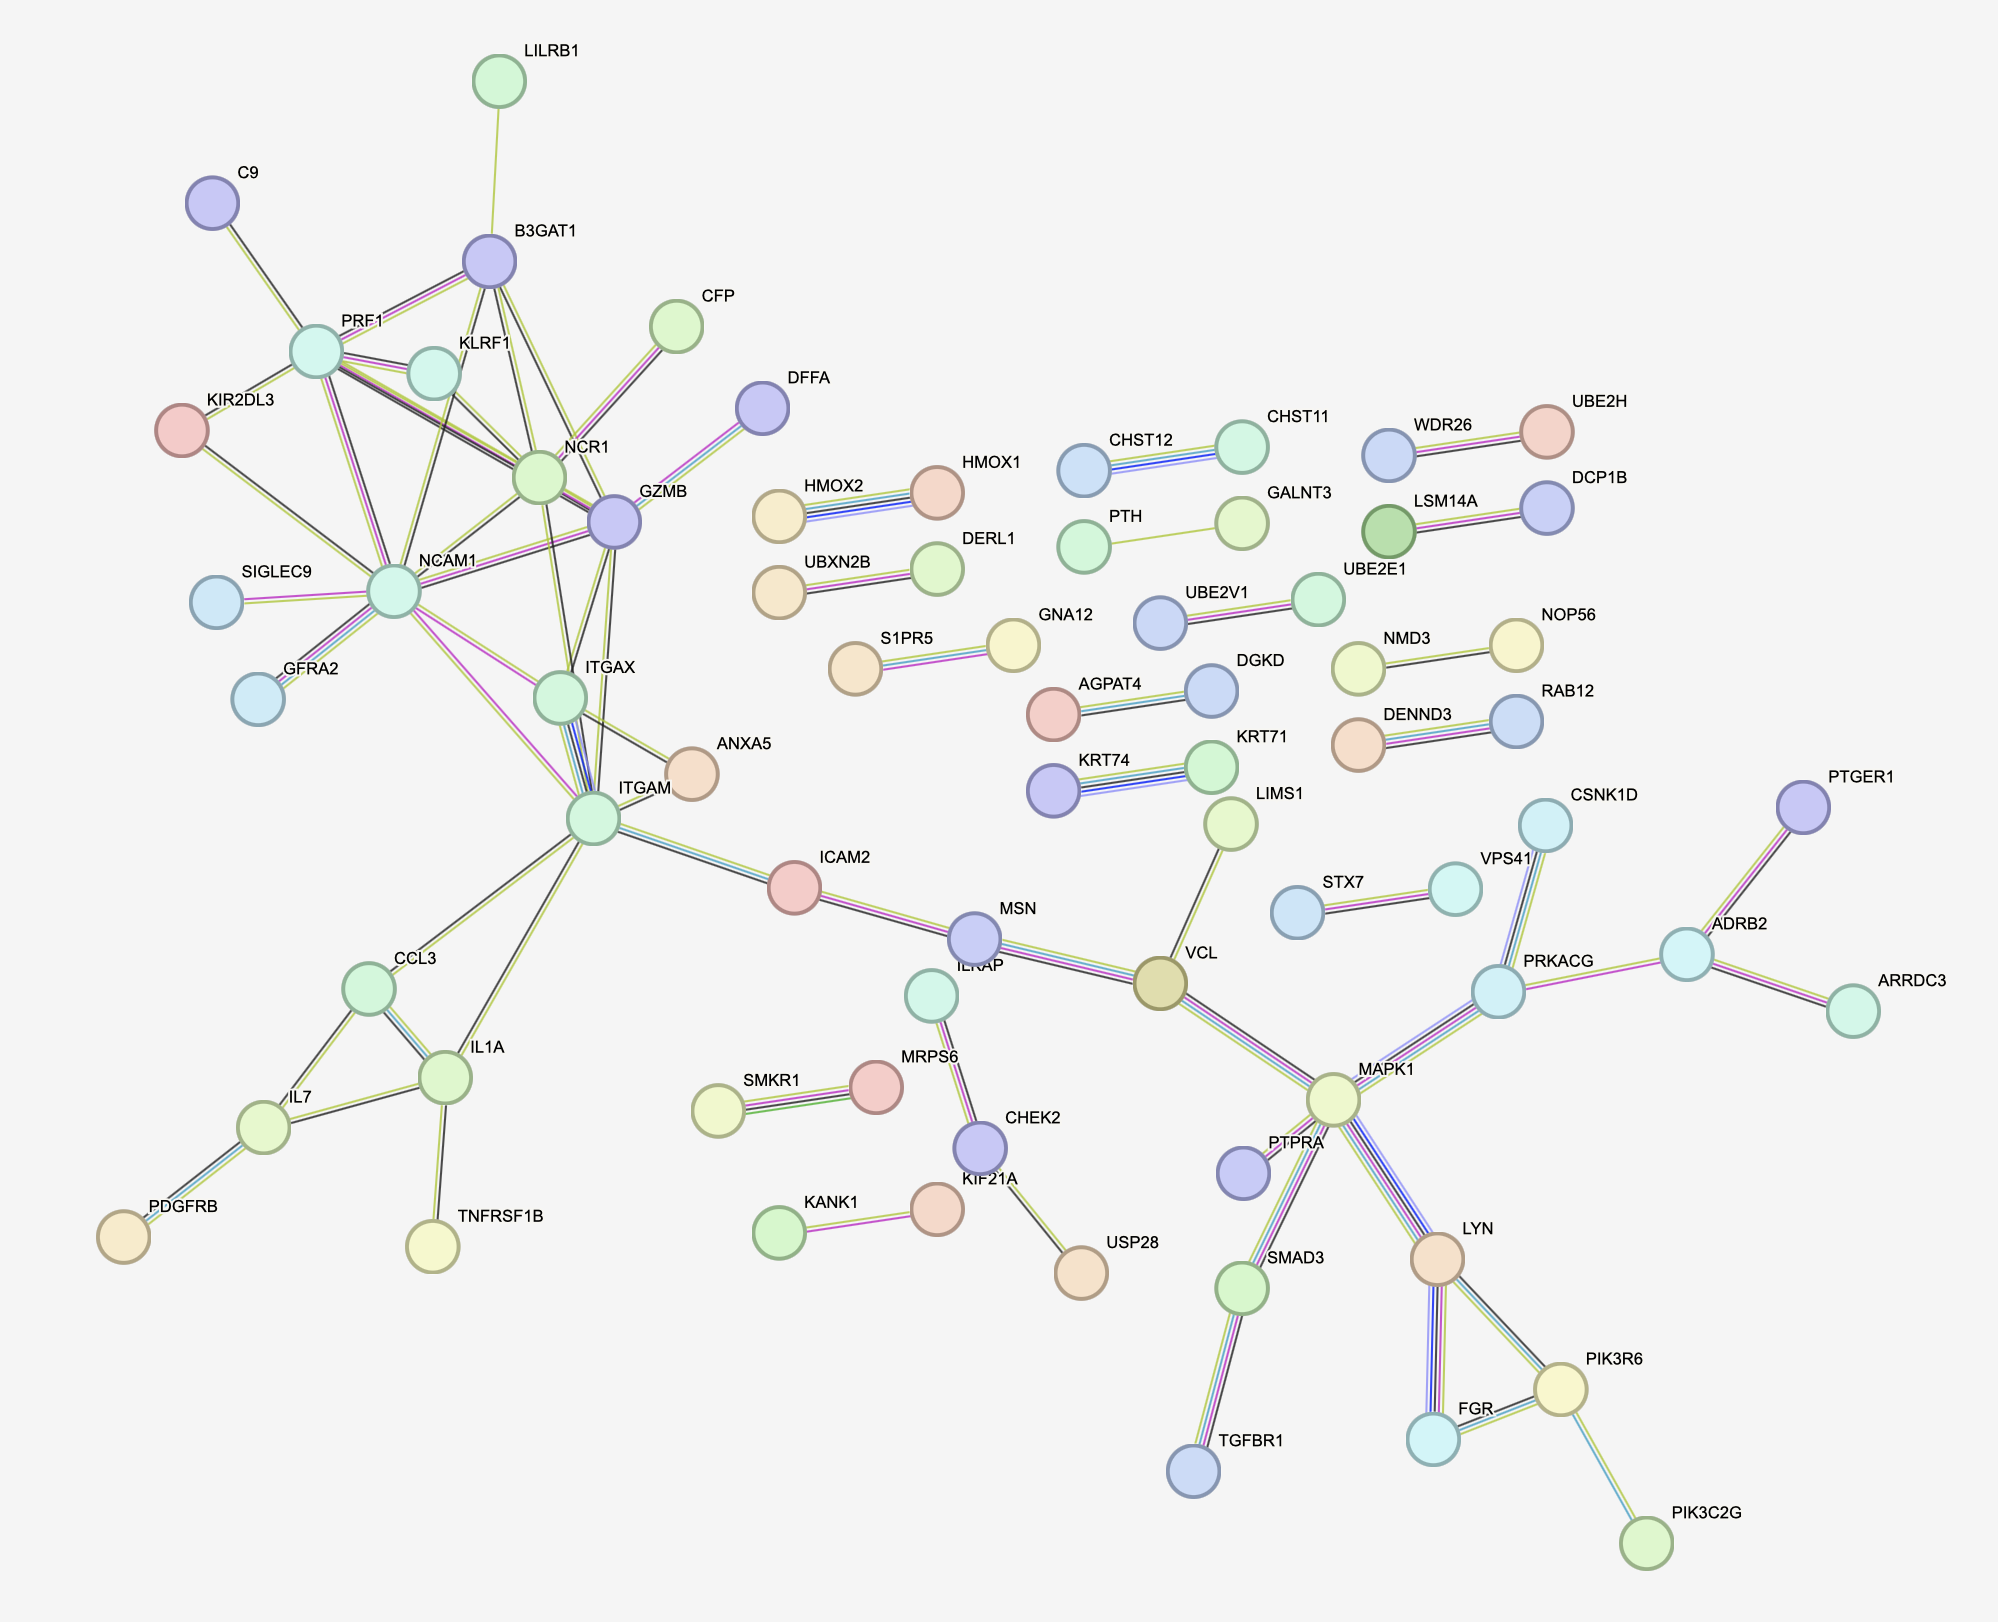 LILRB1
C9
B3GAT1
CFP
PRF1
KLRF1
DFFA
KIR2DL3
UBE2H
CHST11
WDR26
CHST12
NCR1
HMOX1
DCP1B
HMOX2
GZMB
GALNT3
LSM14A
PTH
DERL1
NCAM1
UBXN2B
SIGLEC9
UBE2E1
UBE2V1
GNA12
NOP56
S1PR5
NMD3
GFRA2
ITGAX
DGKD
AGPAT4
RAB12
DENND3
KRT71
ANXA5
KRT74
PTGER1
ITGAM
LIMS1
CSNK1D
ICAM2
VPS41
STX7
MSN
ADRB2
VCL
CCL3
PRKACG
ILKAP
ARRDC3
IL1A
MRPS6
MAPK1
SMKR1
IL7
CHEK2
PTPRA
KIF21A
KANK1
PDGFRB
TNFRSF1B
LYN
USP28
SMAD3
PIK3R6
FGR
TGFBR1
PIK3C2G